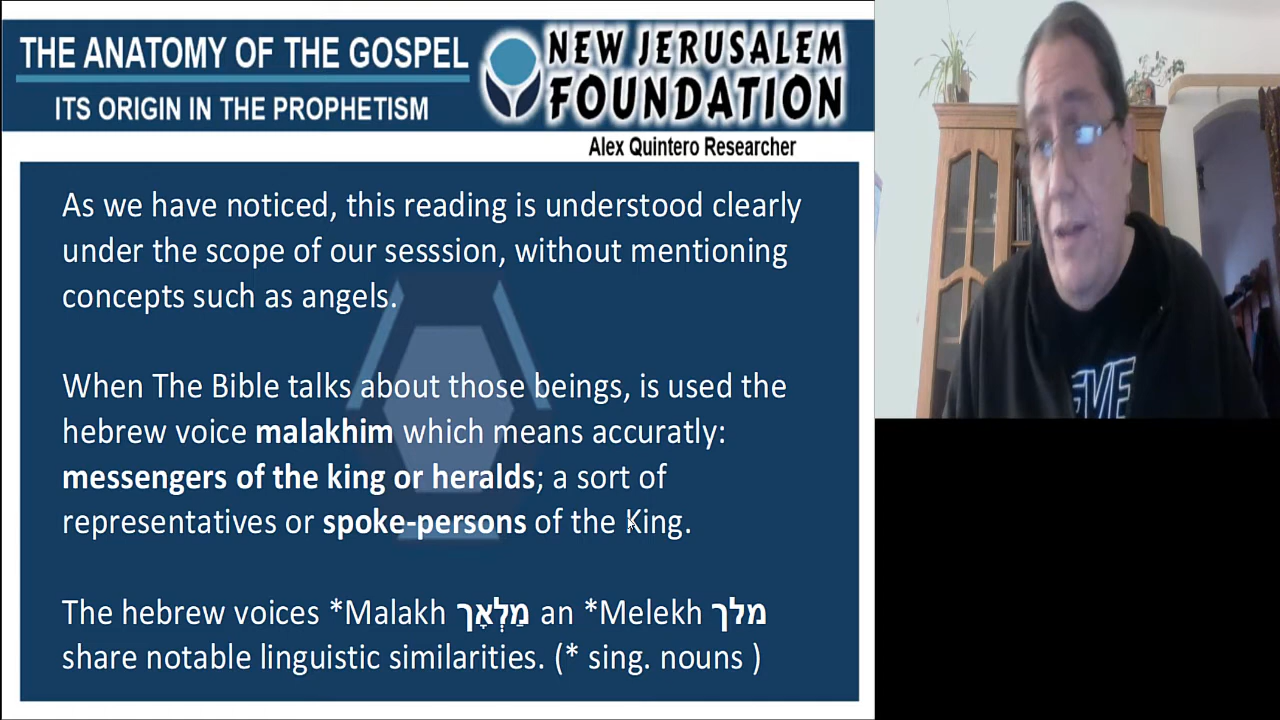 THE ANATOMY OF THE GOSPEL
ITS ORIGIN IN THE PROPHETISM
NEW JERUSALEM
FOUNDATION
Alex Quintero Researcher
As we have noticed, this reading is understood clearly
under the scope of our sesssion, without mentioning
concepts such as angels.
When The Bible talks about those beings, is used the
hebrew voice malakhim which means accuratly:
messengers of the king or heralds; a sort of
representatives or spoke-persons of the King.
The hebrew voices *Malakh מַלְאָך an *Melekh מלך
share notable linguistic similarities. (* sing. nouns )